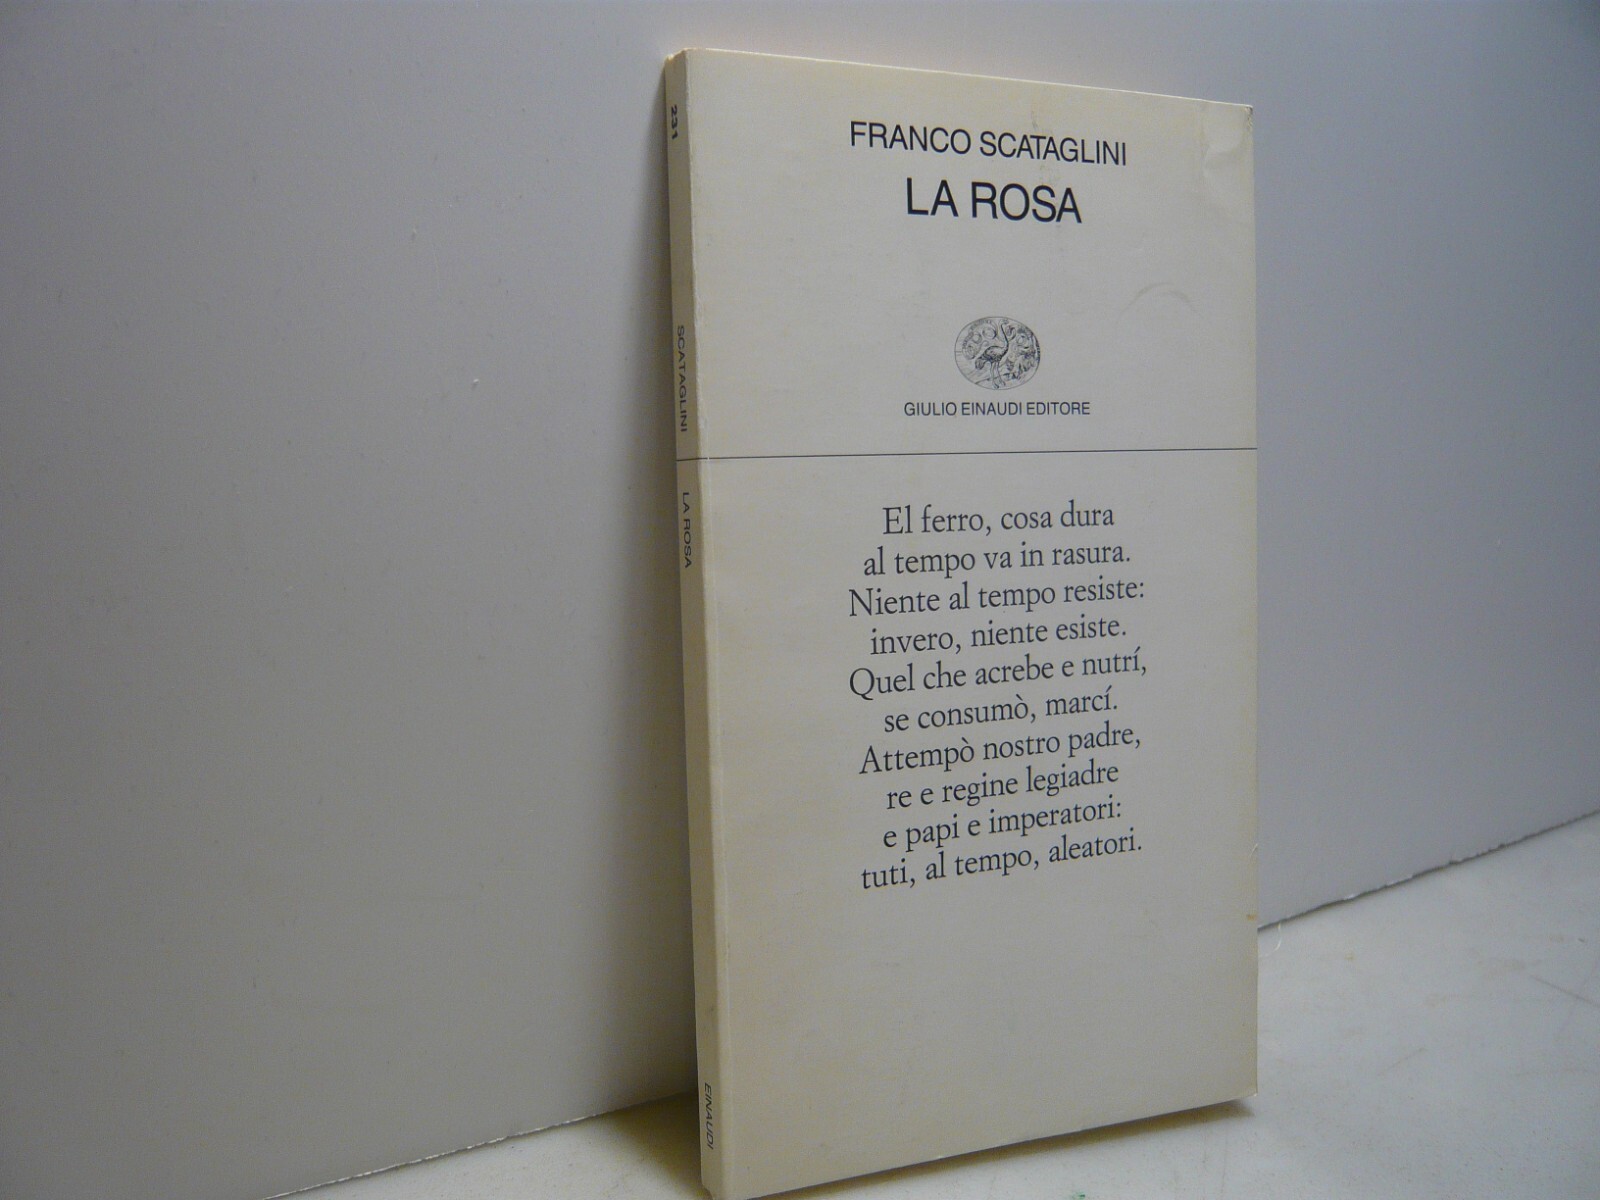 231
SCATAGLINI
LA ROSA
EINAUDI
FRANCO SCATAGLINI
LA ROSA
GIULIO EINAUDI EDITORE
El ferro, cosa dura
al tempo va in rasura.
Niente al tempo resiste:
invero, niente esiste.
Quel che acrebe e nutrí,
se consumò, marcí.
Attempò nostro padre,
re e regine legiadre
e papi e imperatori:
tuti, al tempo, aleatori.